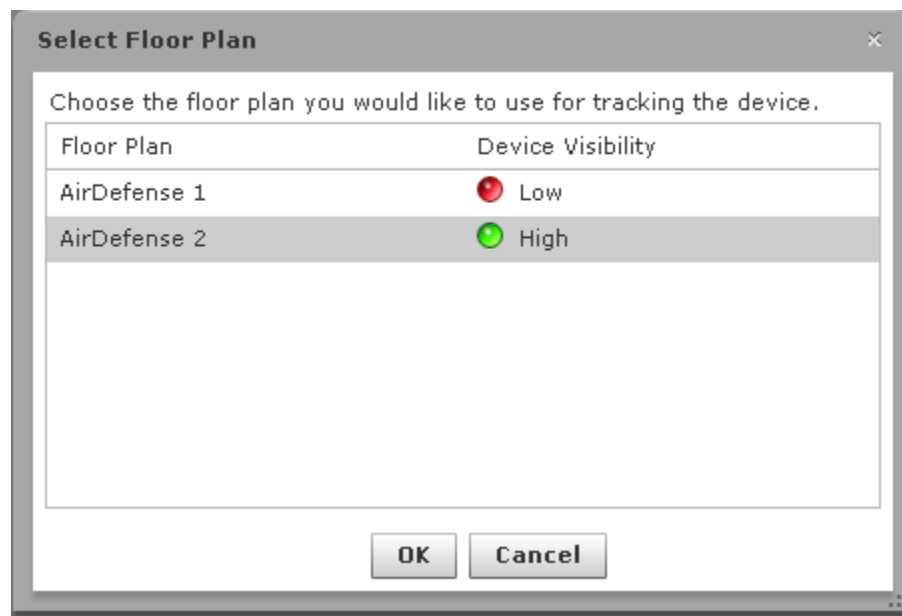 Select Floor Plan
Choose the floor plan you would like to use for tracking the device.
Floor Plan Device Visibility
AirDefense 1 Low
AirDefense 2 High
OK Cancel